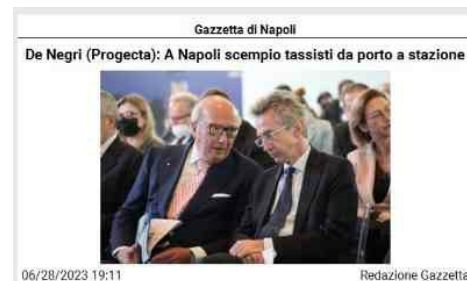 Gazzetta di Napoli
De Negri (Progecta): A Napoli scempio tassisti da porto a stazione
06/28/2023 19:11
Redazione Gazzetta